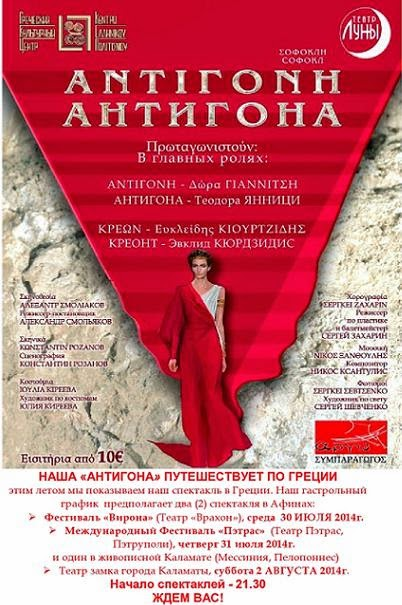 ГРЕЧЕСКИЙ
КУЛЬТУРНЫЙ
ЦЕНТР
ΚΕΝΤΡΟ
ΕΛΛΗΝΙΚΟΥ
ΠΟΛΙΤΙΣΜΟΥ
ТЕАТР
ЛУНЫ
ΣΟΦΟΚΛΗ
СОФОКЛ
ΑΝΤΙΓΟΝΗ
АНТИГОНА
Πρωταγωνιστούν:
В главных ролях:
ΑΝΤΙΓΟΝΗ - Δώρα ΓΙΑΝΝΙΤΣΗ
АНТИГОНА - Теодора ЯННИЦИ
ΚΡΕΩΝ - Ευκλείδης ΚΙΟΥΡΤΖΙΔΗΣ
КРЕОНТ - Эвклид КЮРДЗИДИС
Σκηνοθεσία
ΑΛΕΞΑΝΤΡ ΣΜΟΛΙΑΚΟΒ
Режиссер-постановщик
АЛЕКСАНДР СМОЛЬЯКОВ
Σκηνικά
ΚΟΝΣΤΑΝΤΙΝ ΡΟΖΑΝΟΒ
Сценография
КОНСТАНТИН РОЗАНОВ
Κοστούμια
ΙΟΥΛΙΑ ΚΙΡΕΕΒΑ
Художник по костюмам
ЮЛИЯ КИРЕЕВА
Χορογραφία
ΣΕΡΓΚΕΙ ΖΑΧΑΡΙΝ
Режиссер
по пластике
и балетмейстер
СЕРГЕЙ ЗАХАРИН
Μουσική
ΝΙΚΟΣ ΞΑΝΘΟΥΛΗΣ
Композитор
НИКОС КСАНТУЛИС
Φωτισμοί
ΣΕΡΓΚΕΙ ΣΕΒΤΣΕΝΚΟ
Художник по свету
СЕРГЕЙ ШЕВЧЕНКО
Εισιτήρια από 10€
ΣΥΜΠΑΡΑΓΩΓΟΣ
НАША «АНТИГОНА» ПУТЕШЕСТВУЕТ ПО ГРЕЦИИ
этим летом мы показываем наш спектакль в Греции. Наш гастрольный
график предполагает два (2) спектакля в Афинах:
➢ Фестиваль «Вирона» (Театр «Врахон»), среда 30 ИЮЛЯ 2014г.
➢ Международный Фестиваль «Пэтрас» (Театр Пэтрас,
Пэтруполи), четверг 31 июля 2014г.
и один в живописной Каламате (Мессиния, Пелопоннес)
➢ Театр замка города Каламаты, суббота 2 АВГУСТА 2014г.
Начало спектаклей - 21.30
ЖДЕМ ВАС!